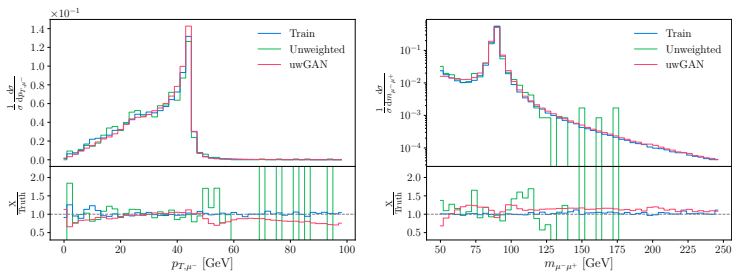 ×10⁻¹
1.4
1.2
1.0
0.8
0.6
0.4
0.2
0.0
1/σ dσ/dp_{T,μ⁻}
Train
Unweighted
uwGAN
2.0
1.5
1.0
0.5
X/Truth
0 20 40 60 80 100
p_{T,μ⁻} [GeV]
10⁻¹
10⁻²
10⁻³
10⁻⁴
1/σ dσ/dm_{μ⁻μ⁺}
Train
Unweighted
uwGAN
2.0
1.5
1.0
0.5
X/Truth
50 75 100 125 150 175 200 225 250
m_{μ⁻μ⁺} [GeV]